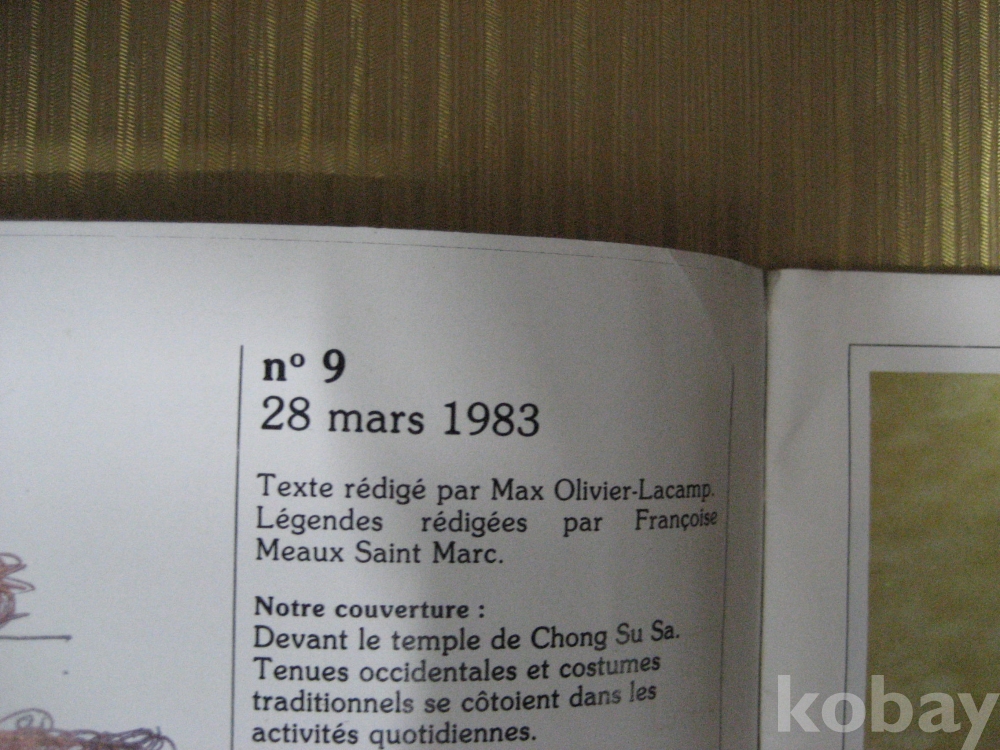 nº 9
28 mars 1983
Texte rédigé par Max Olivier-Lacamp.
Légendes rédigées par Françoise
Meaux Saint Marc.
Notre couverture :
Devant le temple de Chong Su Sa.
Tenues occidentales et costumes
traditionnels se côtoient dans les
activités quotidiennes.
kobay